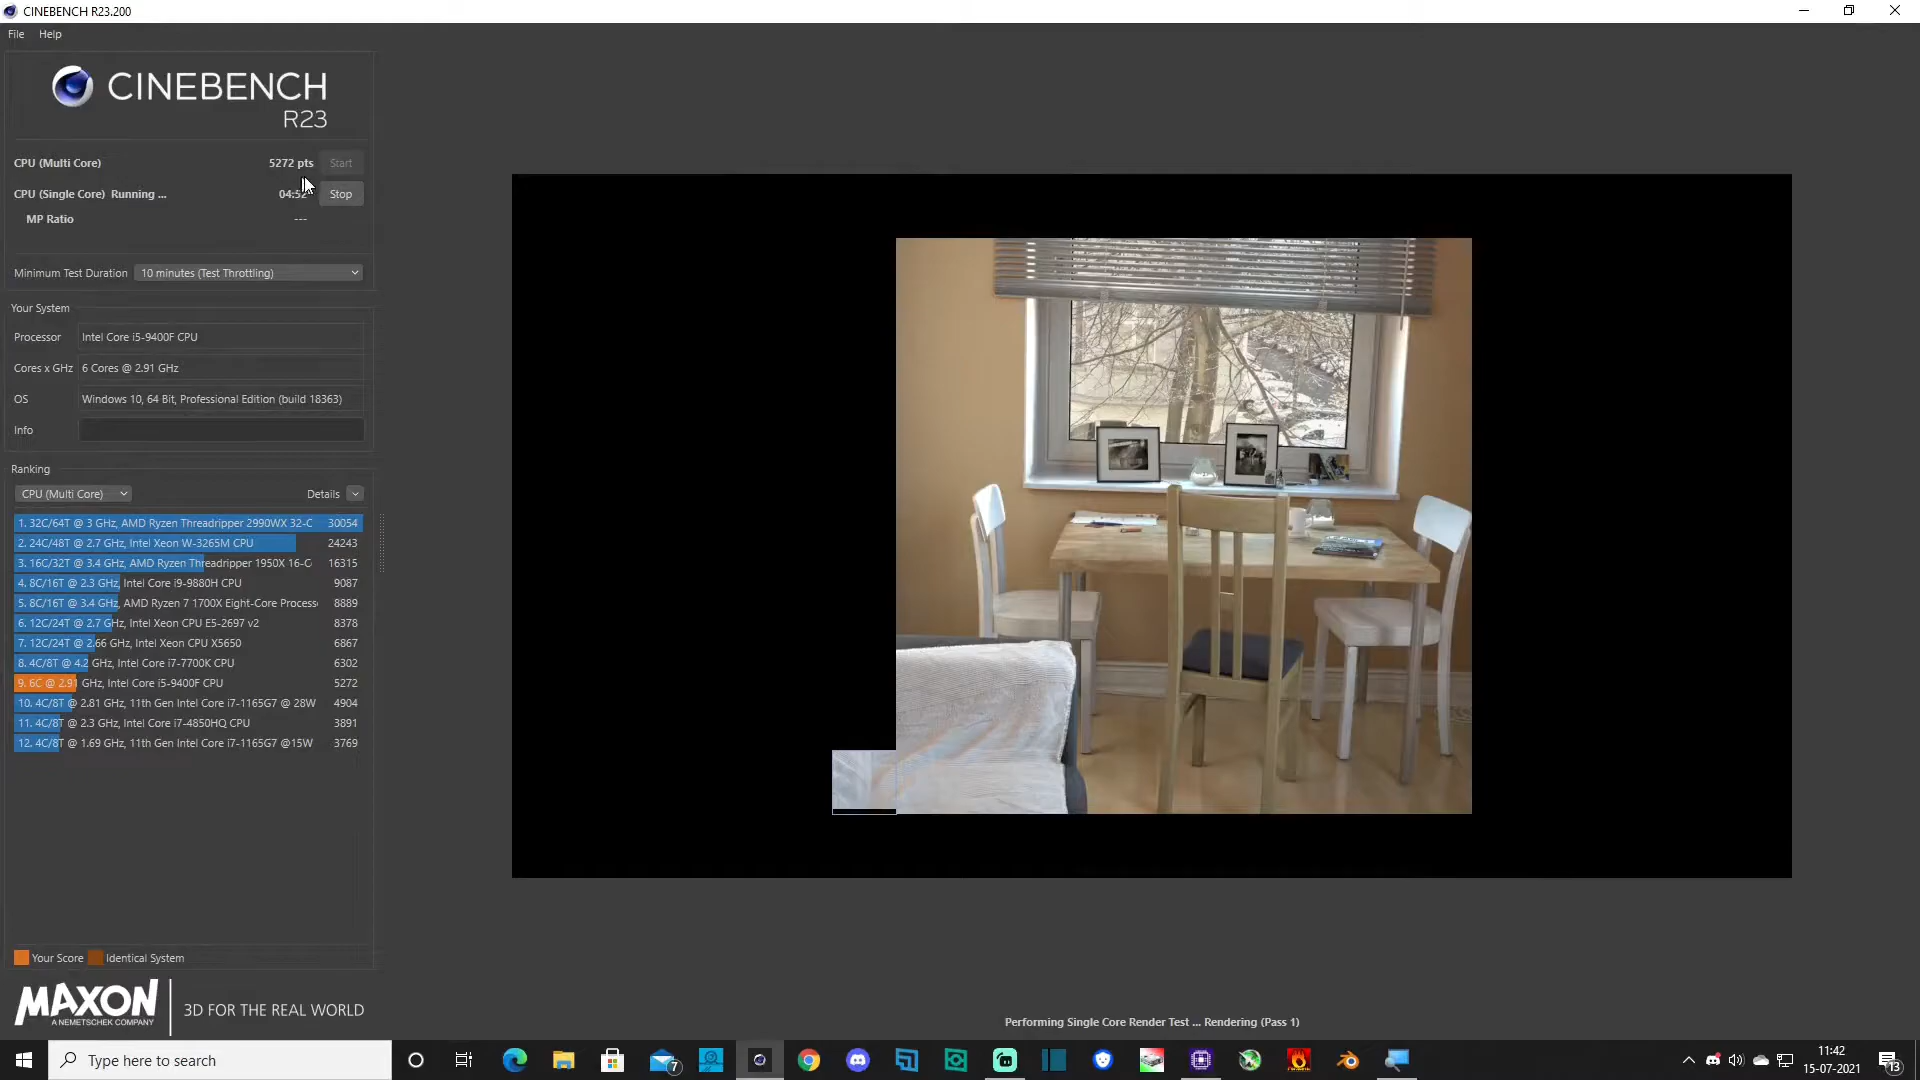 CINEBENCH R23.200
File Help
CINEBENCH
R23
CPU (Multi Core) 5272 pts Start
CPU (Single Core) Running ... Stop
MP Ratio ---
Minimum Test Duration 10 minutes (Test Throttling)
Your System
Processor Intel Core i5-9400F CPU
Cores x GHz 6 Cores @ 2.91 GHz
OS Windows 10, 64 Bit, Professional Edition (build 18363)
Info
Ranking
CPU (Multi Core) Details
1. 32C/64T @ 3 GHz, AMD Ryzen Threadripper 2990WX 32-C 30054
2. 24C/48T @ 2.7 GHz, Intel Xeon W-3265M CPU 24243
3. 16C/32T @ 3.4 GHz, AMD Ryzen Threadripper 1950X 16-C 16315
4. 8C/16T @ 2.3 GHz, Intel Core i9-9880H CPU 9087
5. 8C/16T @ 3.4 GHz, AMD Ryzen 7 1700X Eight-Core Process 8889
6. 12C/24T @ 2.7 GHz, Intel Xeon CPU E5-2697 v2 8378
7. 12C/24T @ 2.66 GHz, Intel Xeon CPU X5650 6867
8. 4C/8T @ 4.2 GHz, Intel Core i7-7700K CPU 6302
9. 6C @ 2.91 GHz, Intel Core i5-9400F CPU 5272
10. 4C/8T @ 2.81 GHz, 11th Gen Intel Core i7-1165G7 @ 28W 4904
11. 4C/8T @ 2.3 GHz, Intel Core i7-4850HQ CPU 3891
12. 4C/8T @ 1.69 GHz, 11th Gen Intel Core i7-1165G7 @15W 3769
Your Score Identical System
MAXON 3D FOR THE REAL WORLD
A NEMETSCHEK COMPANY
Performing Single Core Render Test ... Rendering (Pass 1)
Type here to search
7
11:42
15-07-2021
13